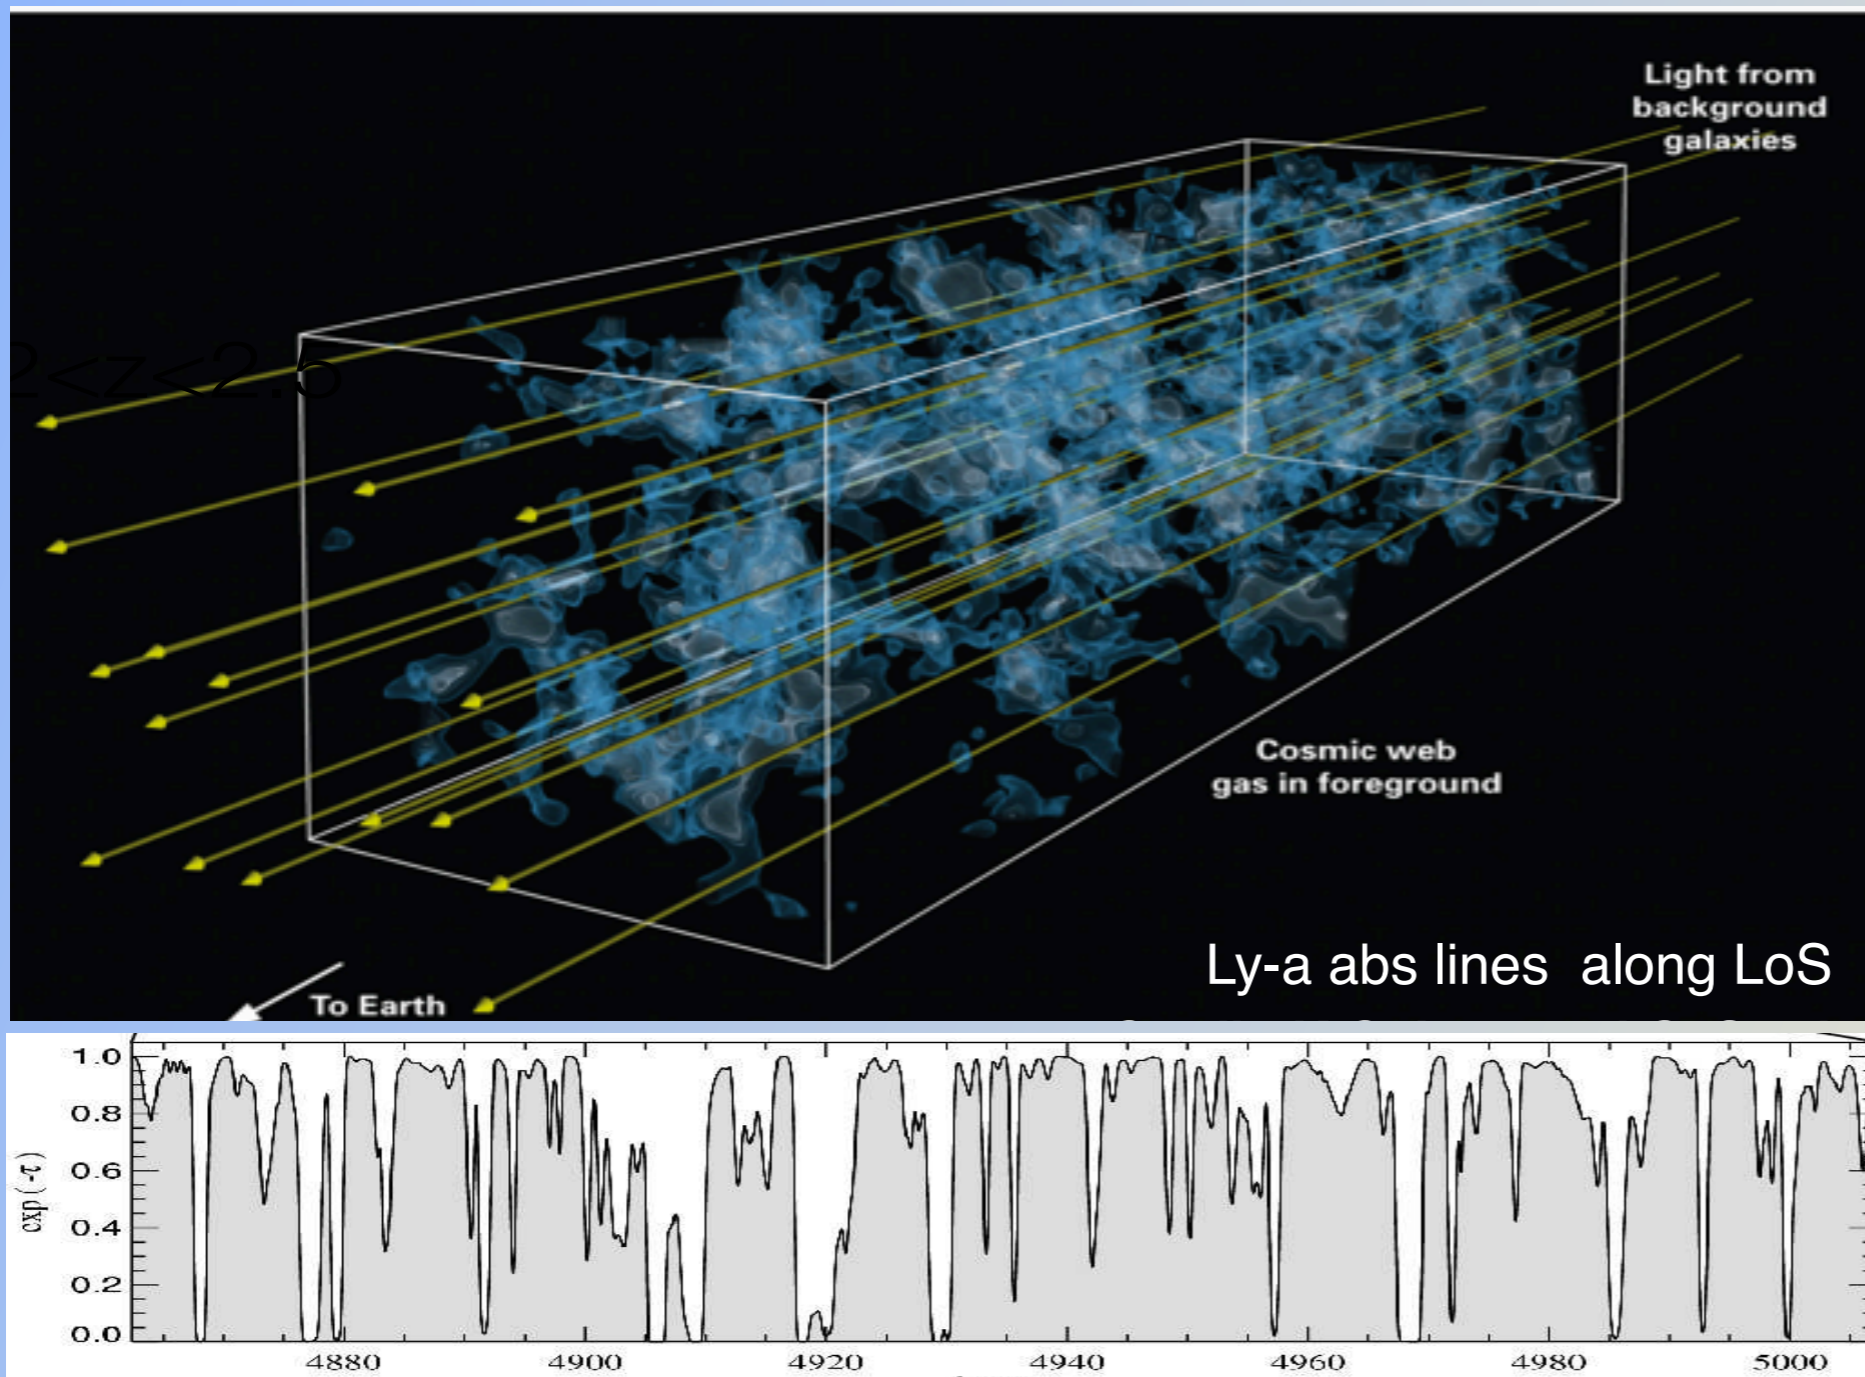 Light from
background
galaxies
2<z<2.5
Cosmic web
gas in foreground
Ly-a abs lines  along LoS
To Earth
1.0
0.8
0.6
0.4
0.2
0.0
exp(-τ)
4880 4900 4920 4940 4960 4980 5000